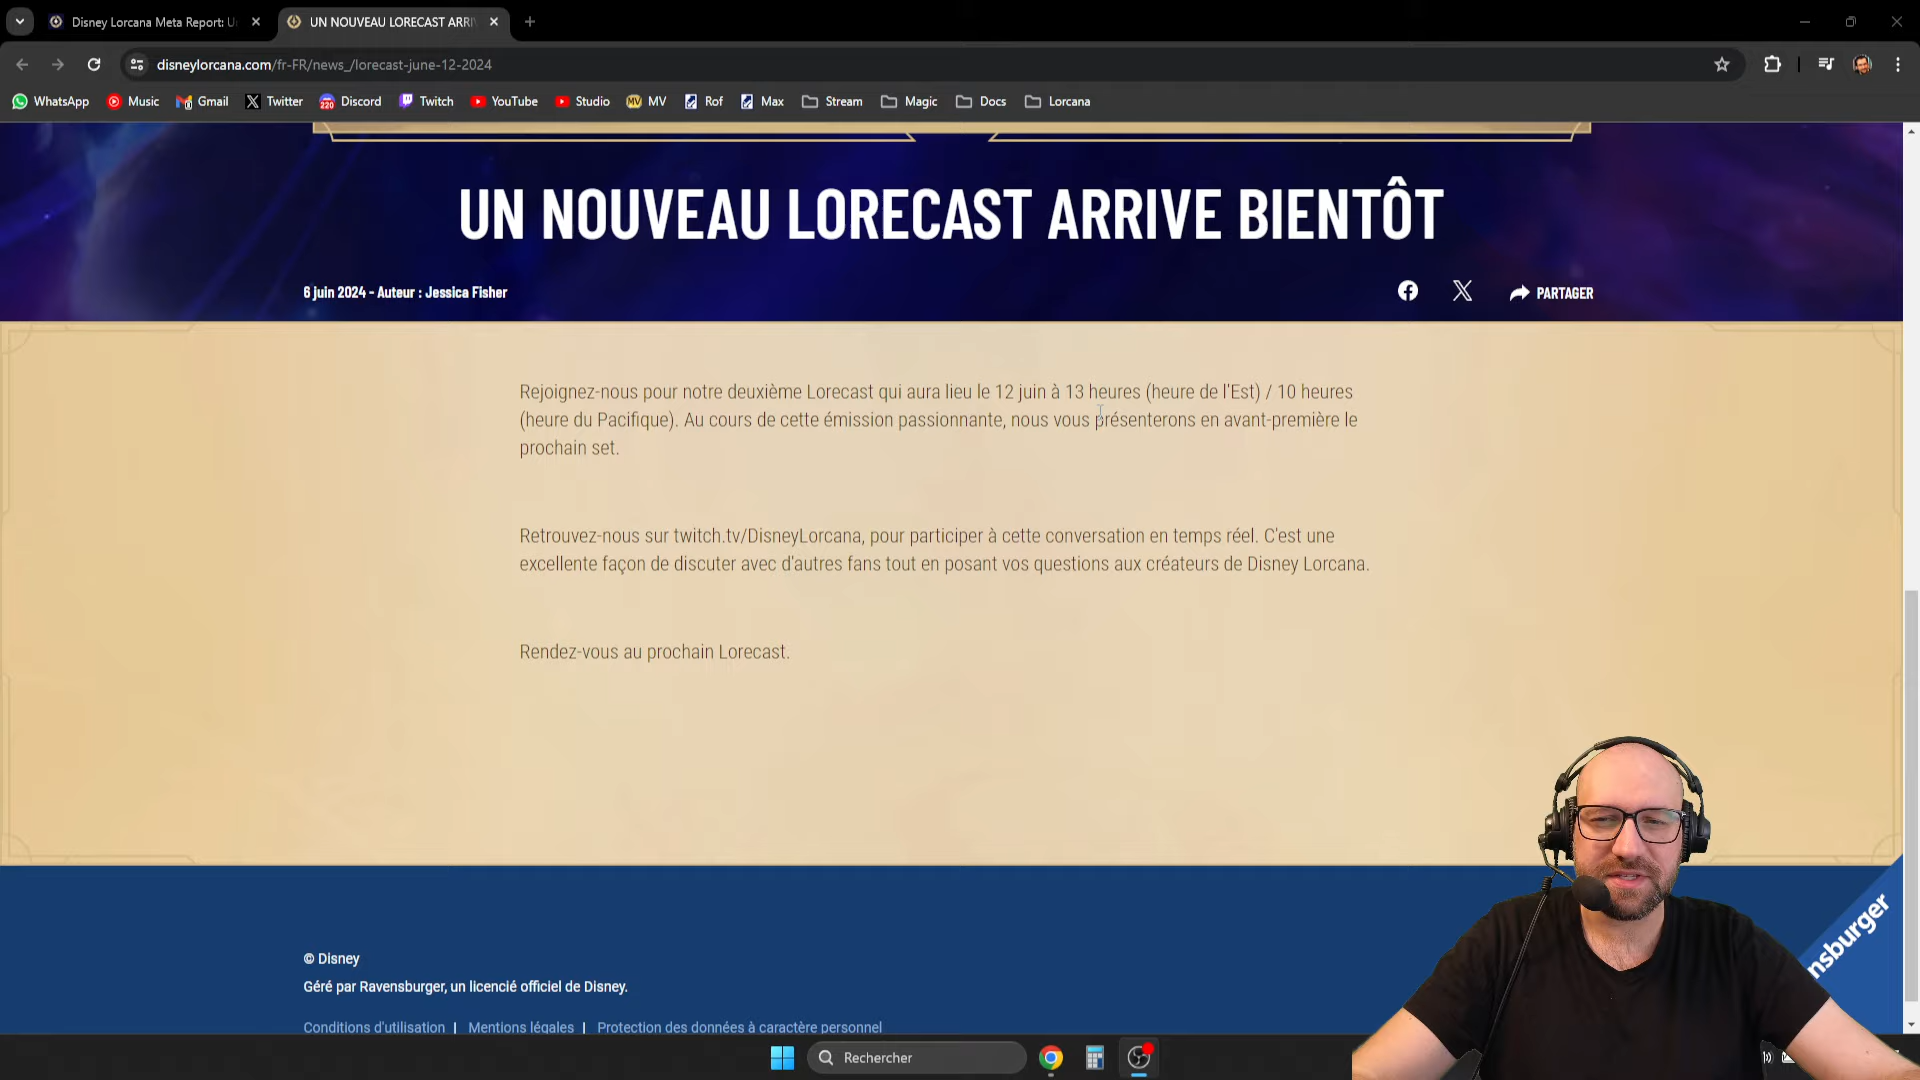 Disney Lorcana Meta Report: U
UN NOUVEAU LORECAST ARRI
disneylorcana.com/fr-FR/news_/lorecast-june-12-2024
WhatsApp Music Gmail Twitter Discord Twitch YouTube Studio MV MV Rof Max Stream Magic Docs Lorcana
UN NOUVEAU LORECAST ARRIVE BIENTÔT
6 juin 2024 - Auteur : Jessica Fisher
PARTAGER
Rejoignez-nous pour notre deuxième Lorecast qui aura lieu le 12 juin à 13 heures (heure de l'Est) / 10 heures
(heure du Pacifique). Au cours de cette émission passionnante, nous vous présenterons en avant-première le
prochain set.
Retrouvez-nous sur twitch.tv/DisneyLorcana, pour participer à cette conversation en temps réel. C'est une
excellente façon de discuter avec d'autres fans tout en posant vos questions aux créateurs de Disney Lorcana.
Rendez-vous au prochain Lorecast.
© Disney
Géré par Ravensburger, un licencié officiel de Disney.
Conditions d'utilisation | Mentions légales | Protection des données à caractère personnel
nsburger
Rechercher